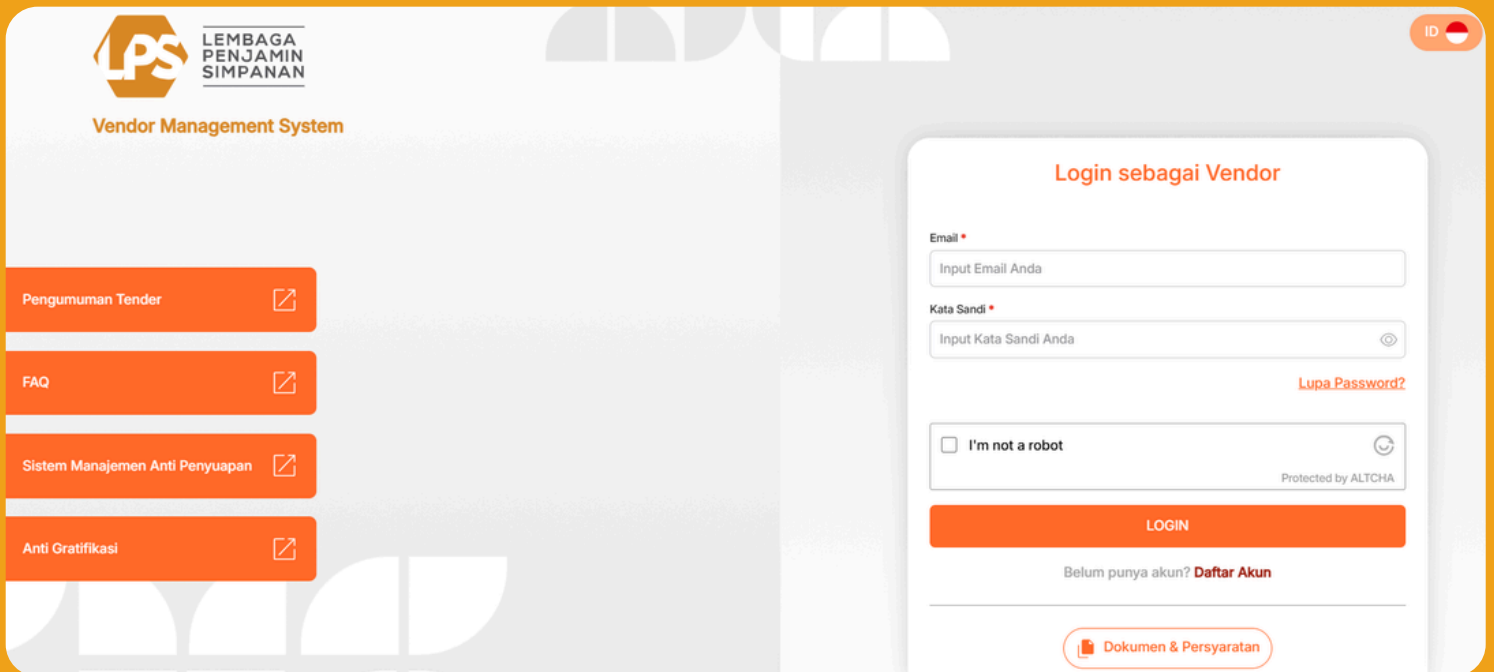 LPS
LEMBAGA
PENJAMIN
SIMPANAN
Vendor Management System
ID
Pengumuman Tender
FAQ
Sistem Manajemen Anti Penyuapan
Anti Gratifikasi
Login sebagai Vendor
Email *
Input Email Anda
Kata Sandi *
Input Kata Sandi Anda
Lupa Password?
I'm not a robot
Protected by ALTCHA
LOGIN
Belum punya akun? Daftar Akun
Dokumen & Persyaratan